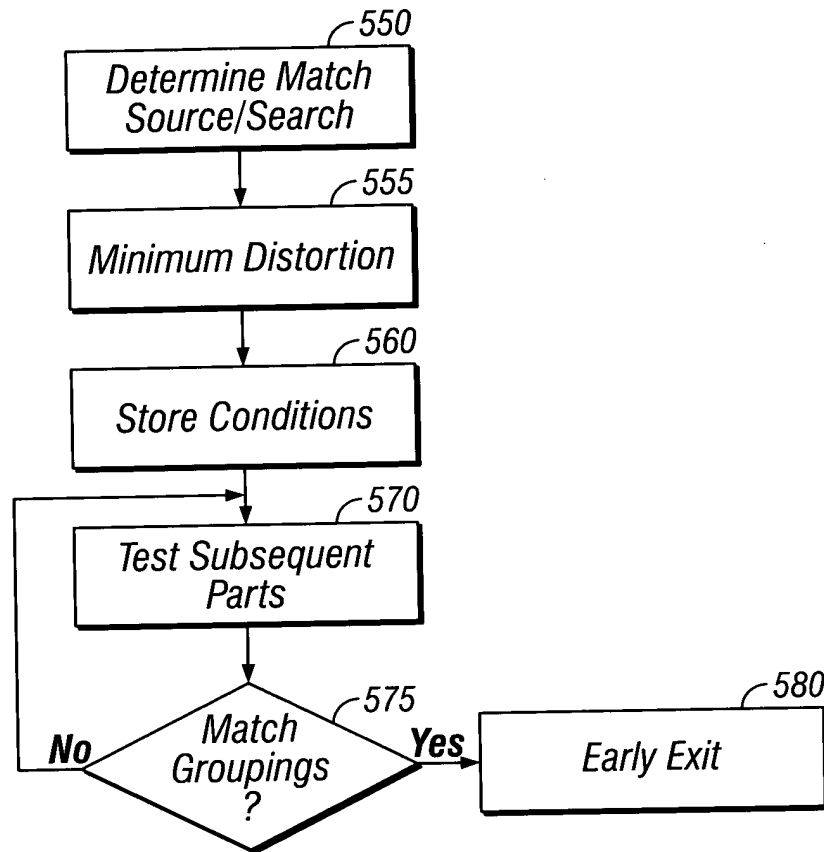 550
Determine Match
Source/Search
555
Minimum Distortion
560
Store Conditions
570
Test Subsequent
Parts
575
Match
Groupings
?
No
Yes
580
Early Exit